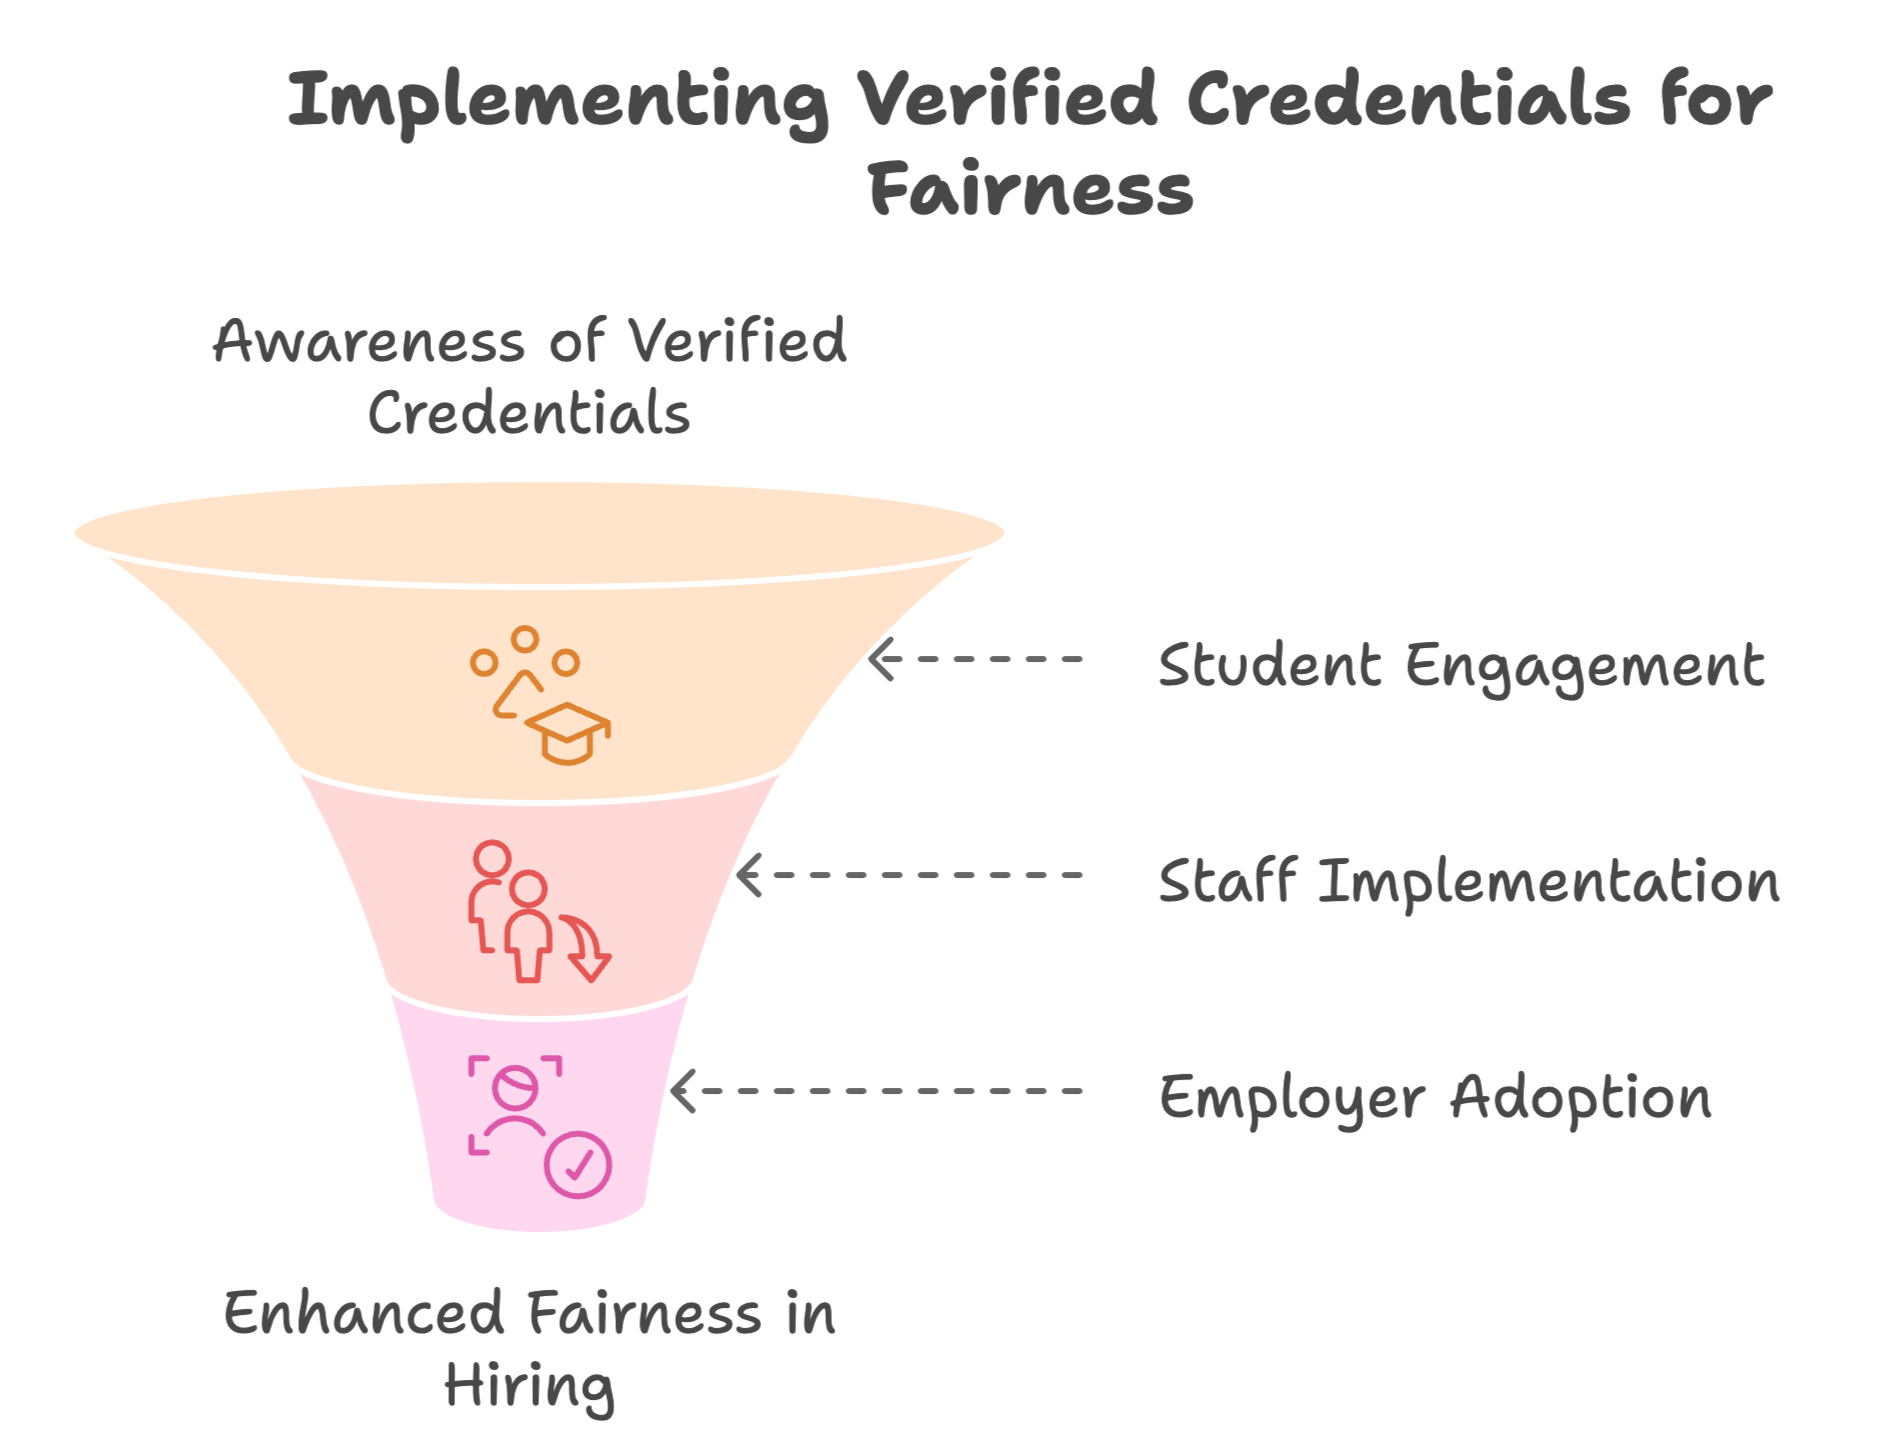 Implementing Verified Credentials for
Fairness
Awareness of Verified
Credentials
Student Engagement
Staff Implementation
Employer Adoption
Enhanced Fairness in
Hiring